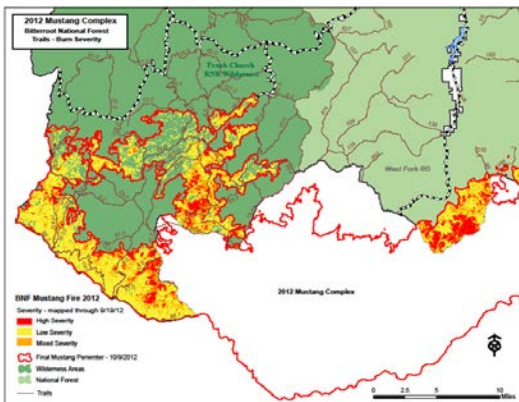 2012 Mustang Complex
Bitterroot National Forest
Trails - Burn Severity
Frank Church
RNR Wilderness
West Fork RD
2012 Mustang Complex
BNF Mustang Fire 2012
Severity - mapped through 9/19/12
High Severity
Low Severity
Mixed Severity
Final Mustang Perimenter - 10/9/2012
Wilderness Areas
National Forest
Trails
0 2.5 5 10
Miles